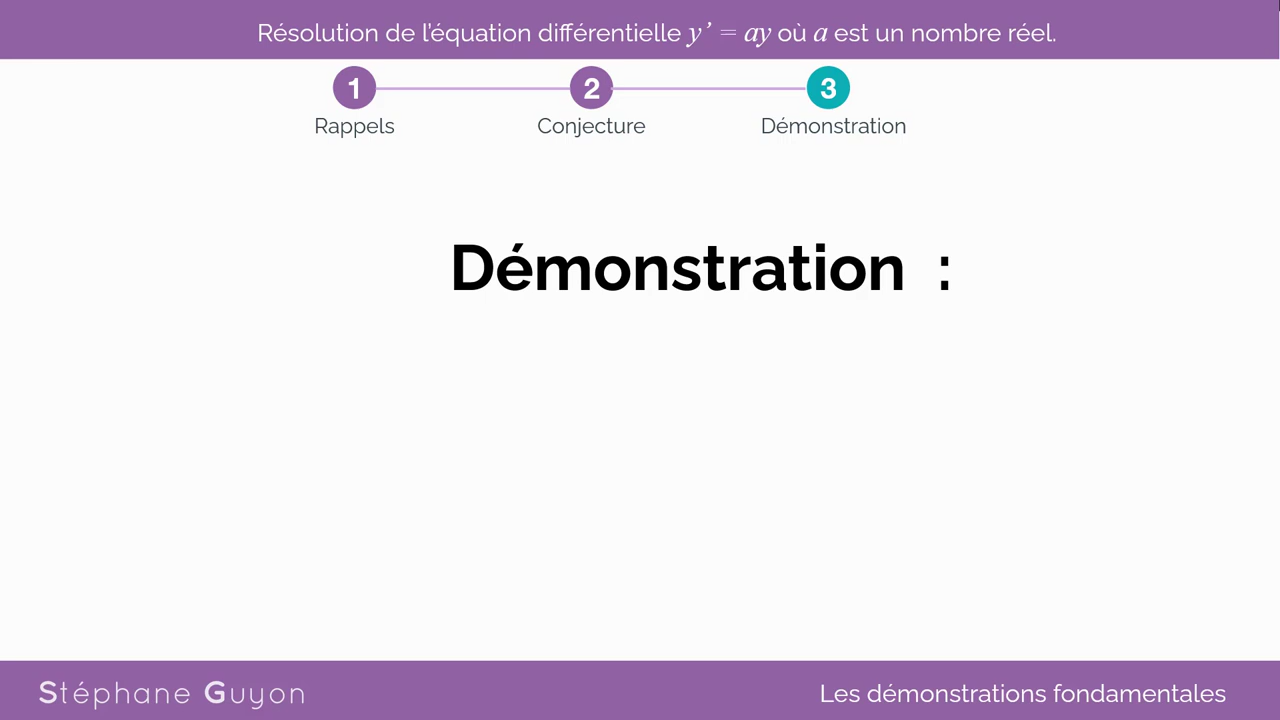 Résolution de l'équation différentielle y' = ay où a est un nombre réel.
1 2 3
Rappels Conjecture Démonstration
Démonstration :
Stéphane Guyon Les démonstrations fondamentales